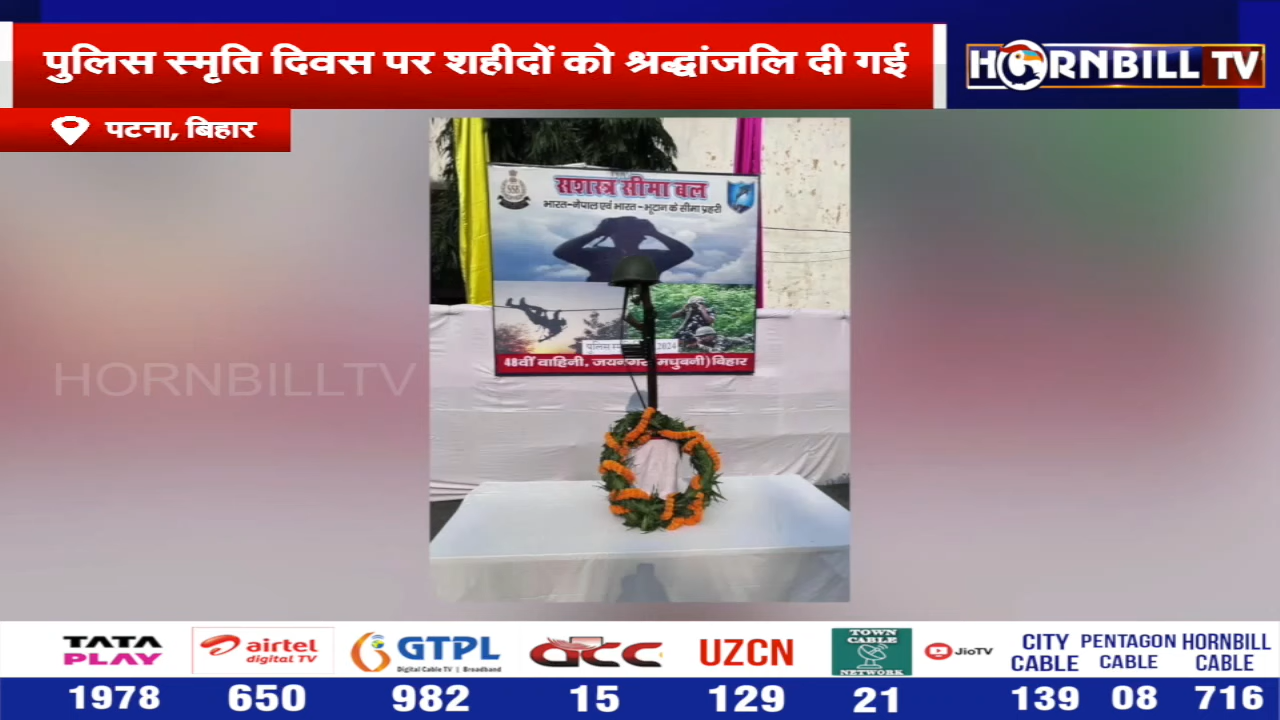 पुलिस स्मृति दिवस पर शहीदों को श्रद्धांजलि दी गई
HORNBILL TV
पटना, बिहार
SSB
सशस्त्र सीमा बल
भारत-नेपाल एवं भारत-भूटान के सीमा प्रहरी
पुलिस 2024
48वीं वाहिनी, जयनगर (मधुबनी) बिहार
HORNBILLTV
TATA PLAY
airtel digital TV
GTPL
Digital Cable TV | Broadband
acc
UZCN
TOWN CABLE NETWORK
JioTV
CITY CABLE
PENTAGON CABLE
HORNBILL CABLE
1978 650 982 15 129 21 139 08 716